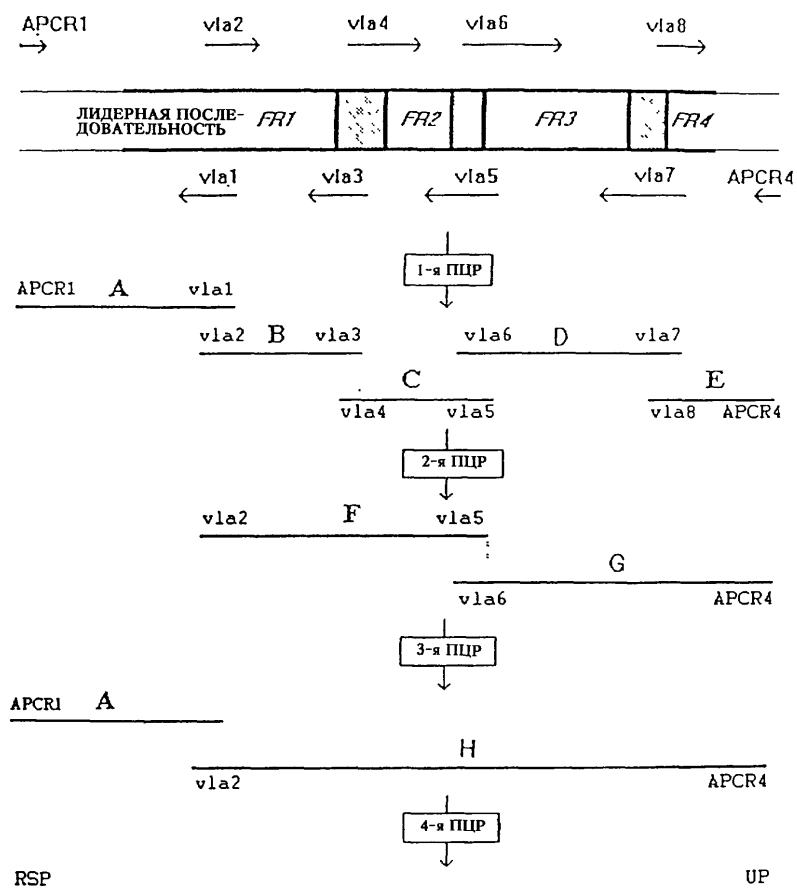 APCR1 vla2 vla4 vla6 vla8
ЛИДЕРНАЯ ПОСЛЕ-
ДОВАТЕЛЬНОСТЬ FR1 FR2 FR3 FR4
vla1 vla3 vla5 vla7 APCR4
1-я ПЦР
APCR1 A vla1
vla2 B vla3 vla6 D vla7
C E
vla4 vla5 vla8 APCR4
2-я ПЦР
vla2 F vla5
G
vla6 APCR4
3-я ПЦР
APCR1 A
H
vla2 APCR4
4-я ПЦР
RSP UP